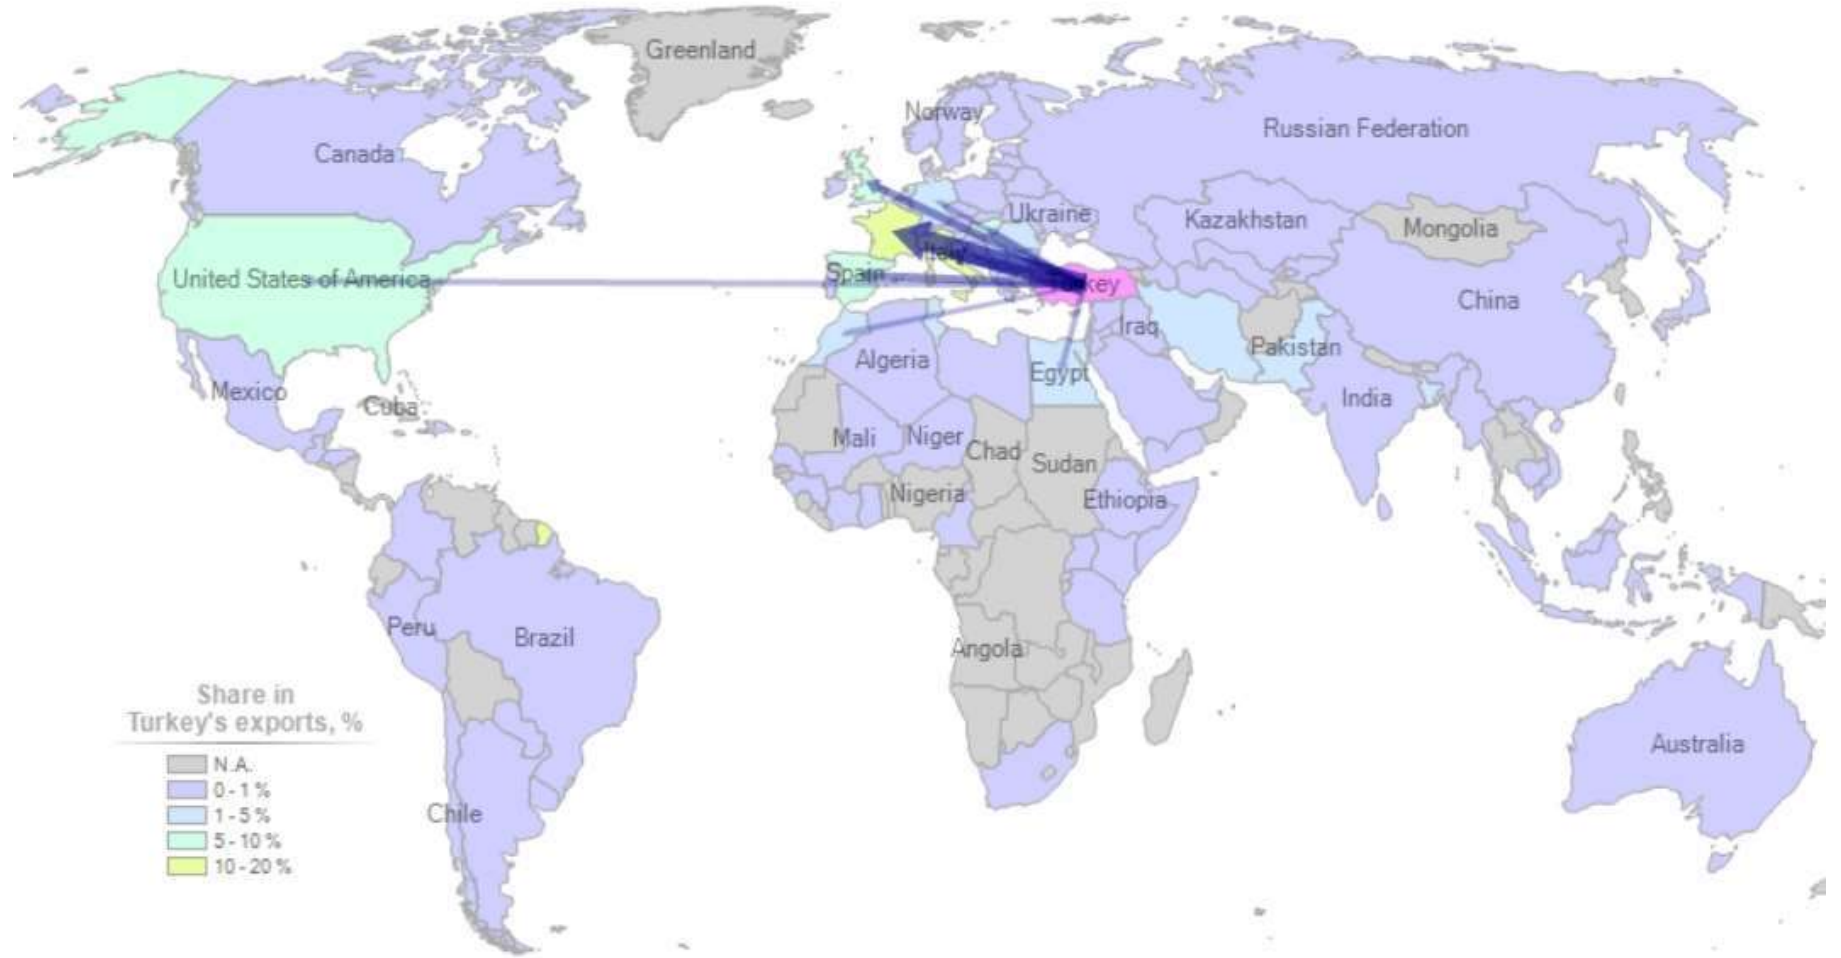 Greenland
Norway
Russian Federation
Canada
Ukraine
Kazakhstan
Mongolia
Italy
Spain
United States of America
Turkey
China
Iraq
Pakistan
Algeria
Egypt
Mexico
India
Cuba
Mali
Niger
Chad
Sudan
Nigeria
Ethiopia
Peru
Brazil
Angola
Share in
Turkey's exports, %
Australia
N.A.
0 - 1 %
1 - 5 %
Chile
5 - 10 %
10 - 20 %